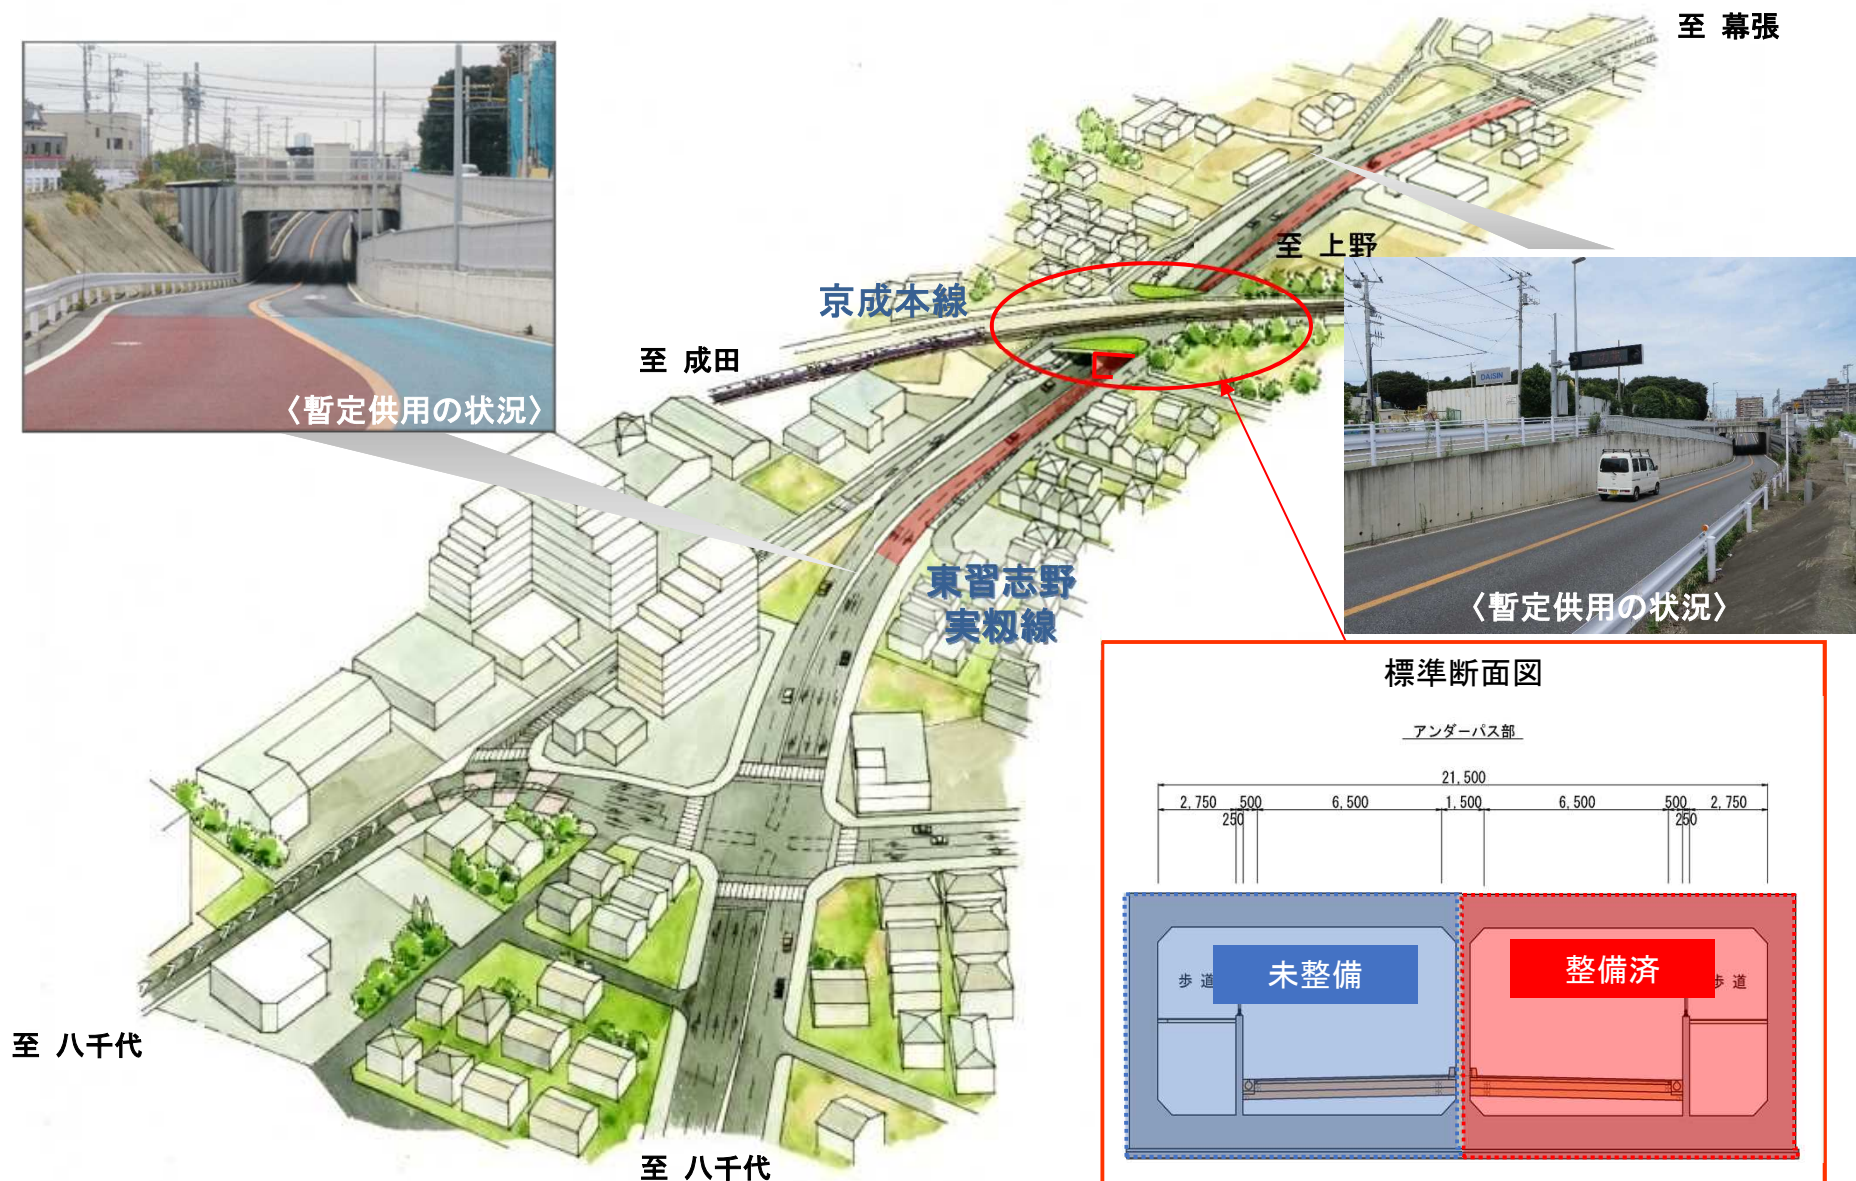 至 幕張
至 上野
京成本線
至 成田
〈暫定供用の状況〉
DAISIN
東習志野
実籾線
〈暫定供用の状況〉
標準断面図
アンダーパス部
21,500
2,750 500 6,500 1,500 6,500 500 2,750
250 250
歩道 未整備 整備済 歩道
至 八千代
至 八千代